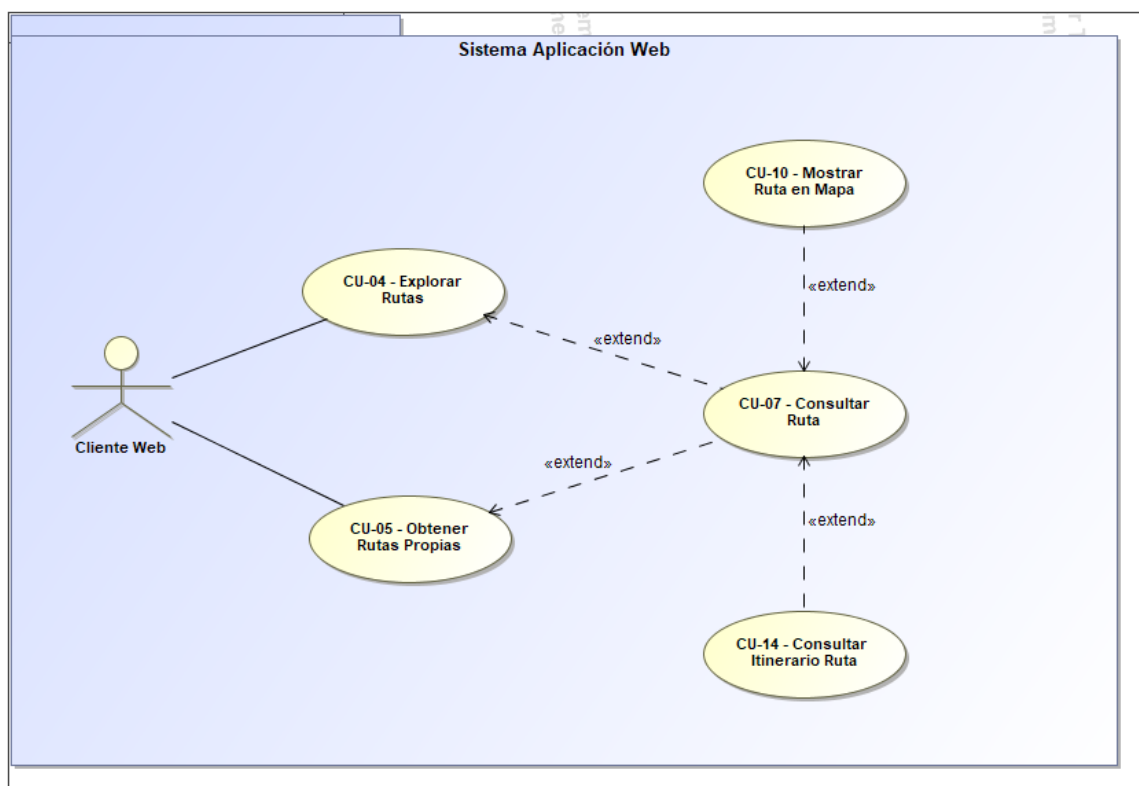 Sistema Aplicación Web
CU-10 - Mostrar
Ruta en Mapa
«extend»
CU-04 - Explorar
Rutas
«extend»
CU-07 - Consultar
Ruta
Cliente Web
«extend»
CU-05 - Obtener
Rutas Propias
«extend»
CU-14 - Consultar
Itinerario Ruta